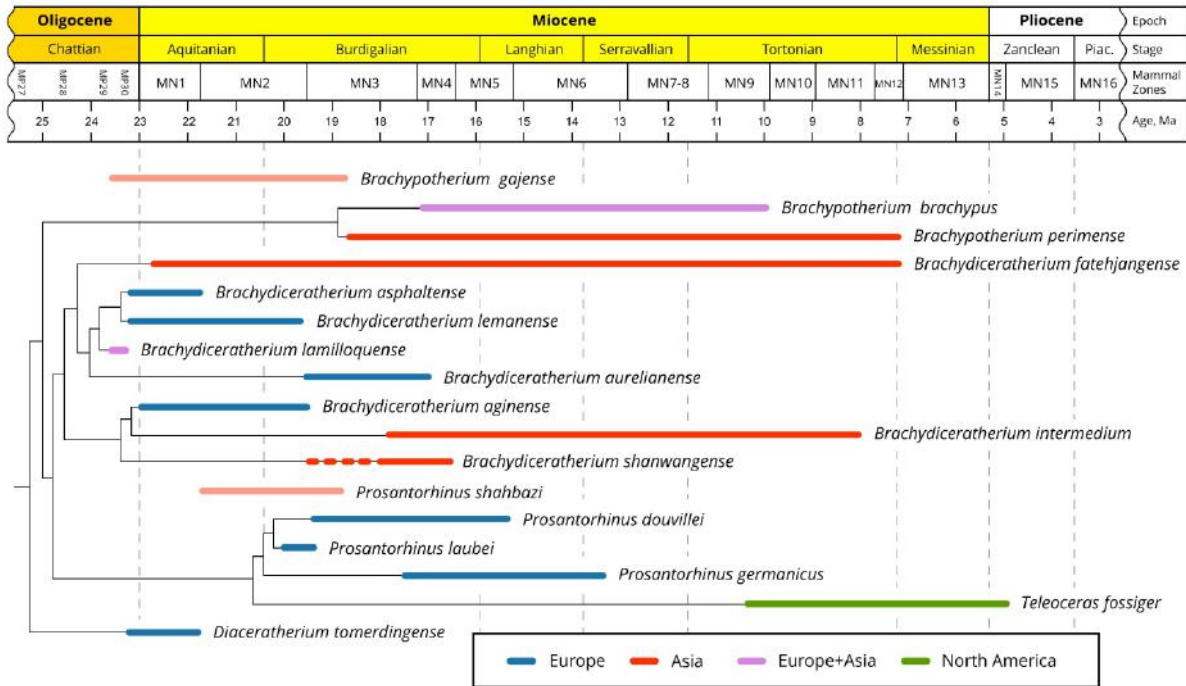 Oligocene Miocene Pliocene Epoch
Chattian Aquitanian Burdigalian Langhian Serravallian Tortonian Messinian Zanclean Piac. Stage
MP27 MP28 MP29 MP30 MN1 MN2 MN3 MN4 MN5 MN6 MN7-8 MN9 MN10 MN11 MN12 MN13 MN14 MN15 MN16 Mammal Zones
25 24 23 22 21 20 19 18 17 16 15 14 13 12 11 10 9 8 7 6 5 4 3 Age, Ma
Brachypotherium gajense
Brachypotherium brachypus
Brachypotherium perimense
Brachydiceratherium fatehjangense
Brachydiceratherium asphaltense
Brachydiceratherium lemanense
Brachydiceratherium lamilloquense
Brachydiceratherium aurelianense
Brachydiceratherium aginense
Brachydiceratherium intermedium
Brachydiceratherium shanwangense
Prosantorhinus shahbazi
Prosantorhinus douvillei
Prosantorhinus laubei
Prosantorhinus germanicus
Teleoceras fossiger
Diaceratherium tomerdingense
Europe Asia Europe+Asia North America